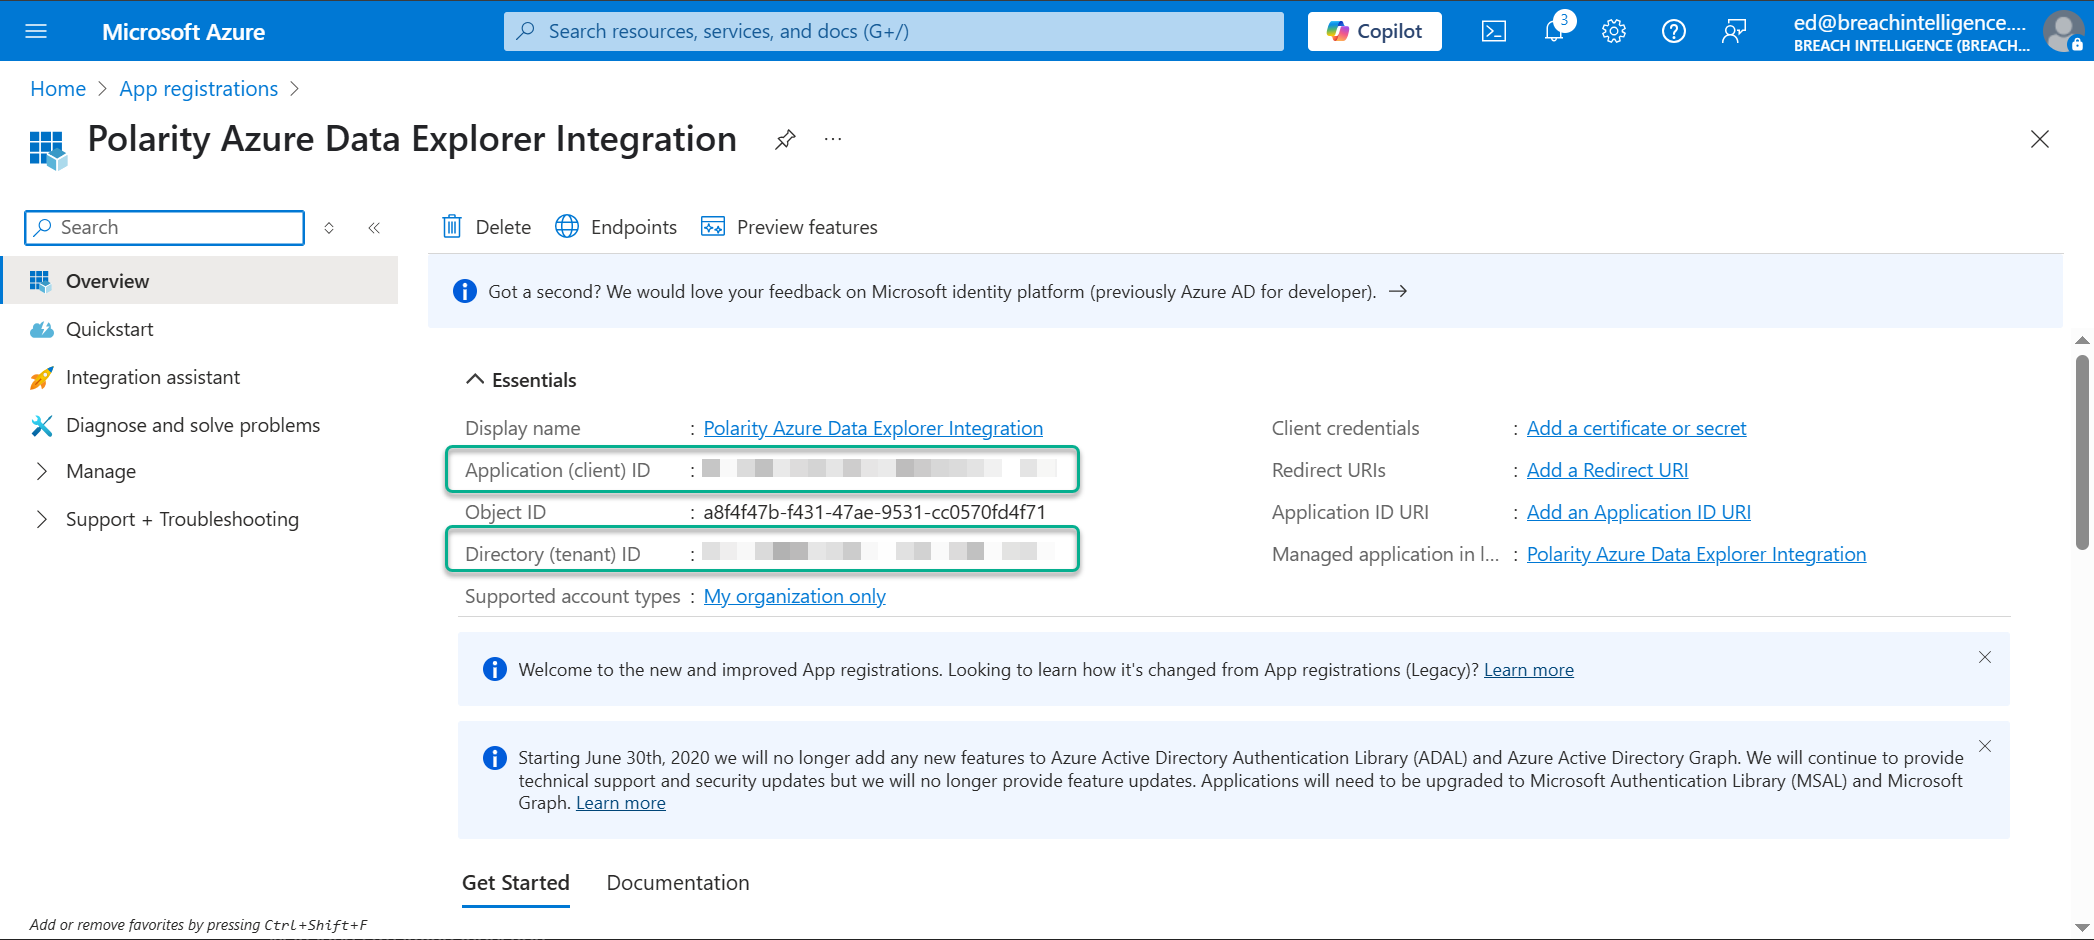 Microsoft Azure
Search resources, services, and docs (G+/)
Copilot
3
ed@breachintelligence....
BREACH INTELLIGENCE (BREACH...
Home > App registrations >
Polarity Azure Data Explorer Integration
...
Search
Delete
Endpoints
Preview features
Overview
Quickstart
Integration assistant
Diagnose and solve problems
Manage
Support + Troubleshooting
Got a second? We would love your feedback on Microsoft identity platform (previously Azure AD for developer). →
Essentials
Display name : Polarity Azure Data Explorer Integration
Application (client) ID :
Object ID : a8f4f47b-f431-47ae-9531-cc0570fd4f71
Directory (tenant) ID :
Supported account types : My organization only
Client credentials : Add a certificate or secret
Redirect URIs : Add a Redirect URI
Application ID URI : Add an Application ID URI
Managed application in l... : Polarity Azure Data Explorer Integration
Welcome to the new and improved App registrations. Looking to learn how it's changed from App registrations (Legacy)? Learn more
Starting June 30th, 2020 we will no longer add any new features to Azure Active Directory Authentication Library (ADAL) and Azure Active Directory Graph. We will continue to provide
technical support and security updates but we will no longer provide feature updates. Applications will need to be upgraded to Microsoft Authentication Library (MSAL) and Microsoft
Graph. Learn more
Get Started
Documentation
Add or remove favorites by pressing Ctrl+Shift+F